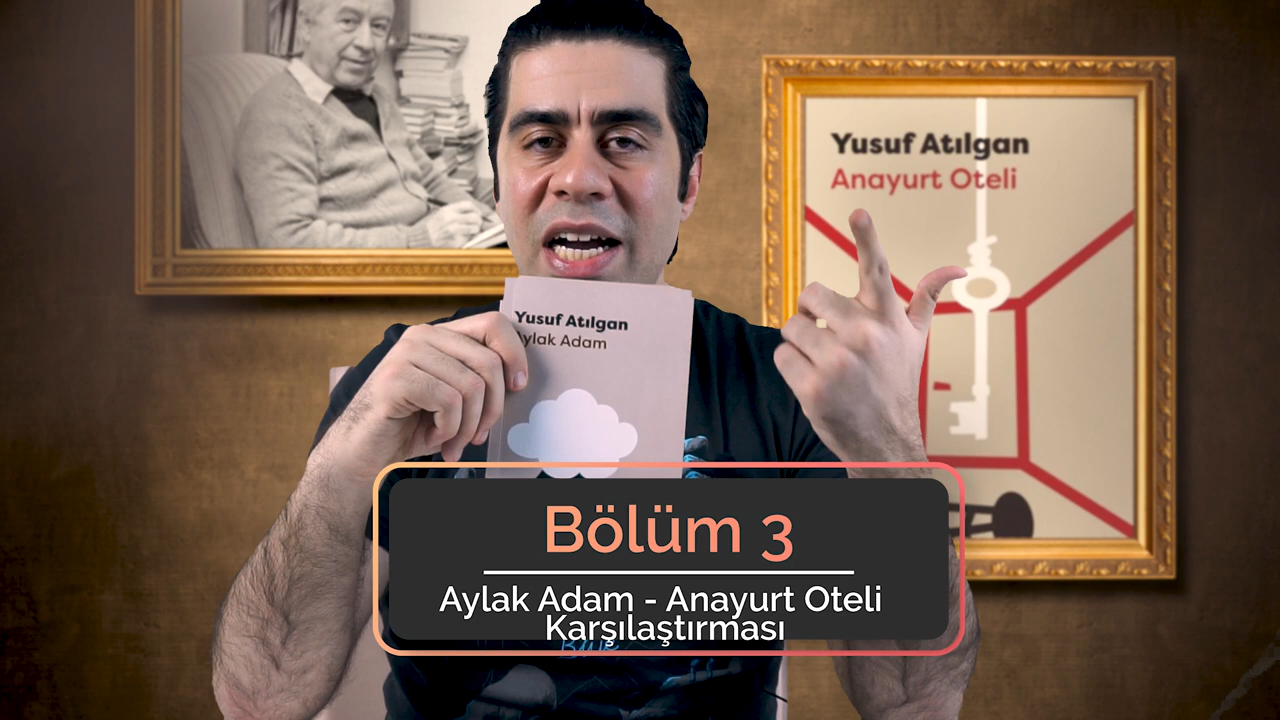 Yusuf Atılgan
Anayurt Oteli
Yusuf Atılgan
Aylak Adam
Bölüm 3
Aylak Adam - Anayurt Oteli
Karşılaştırması